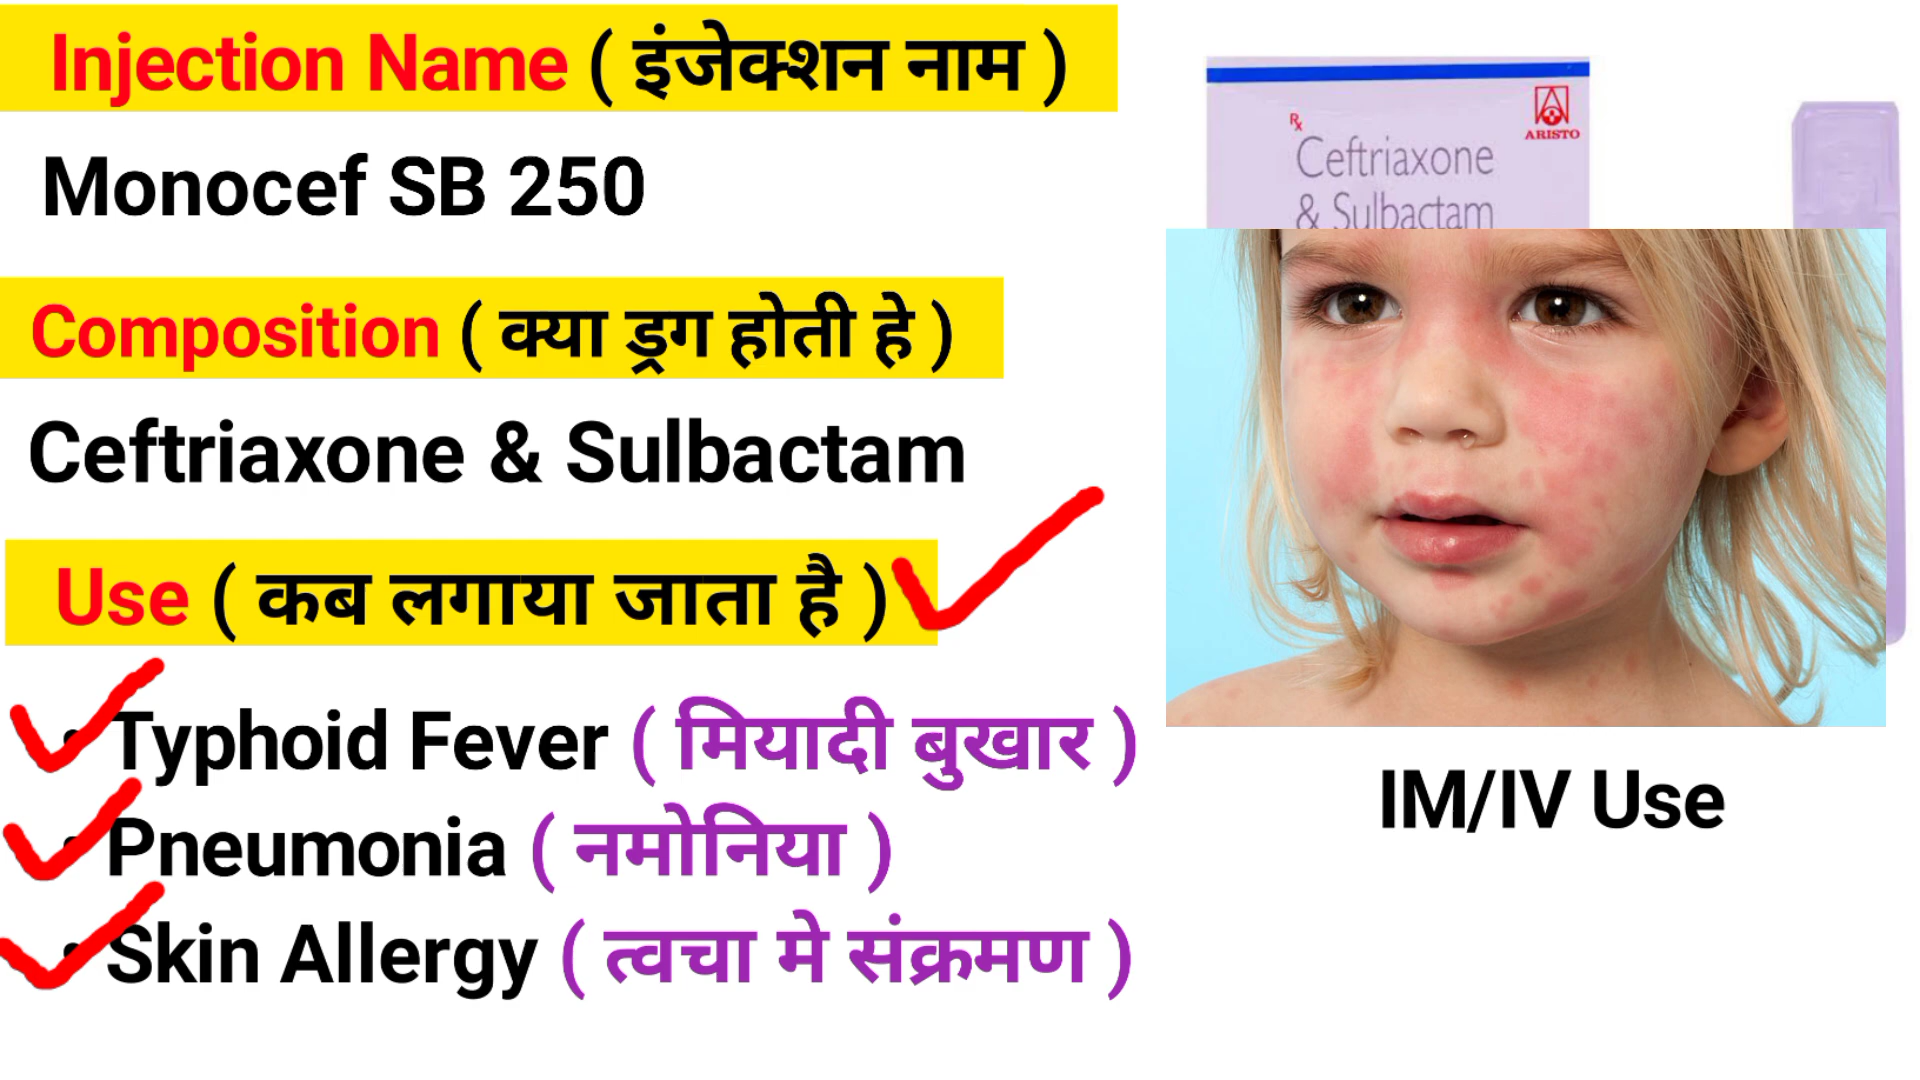 Injection Name ( इंजेक्शन नाम )
Monocef SB 250
Composition ( क्या ड्रग होती हे )
Ceftriaxone & Sulbactam
Use ( कब लगाया जाता है )
• Typhoid Fever ( मियादी बुखार )
• Pneumonia ( नमोनिया )
• Skin Allergy ( त्वचा मे संक्रमण )
ARISTO
Rx
Ceftriaxone
& Sulbactam
IM/IV Use